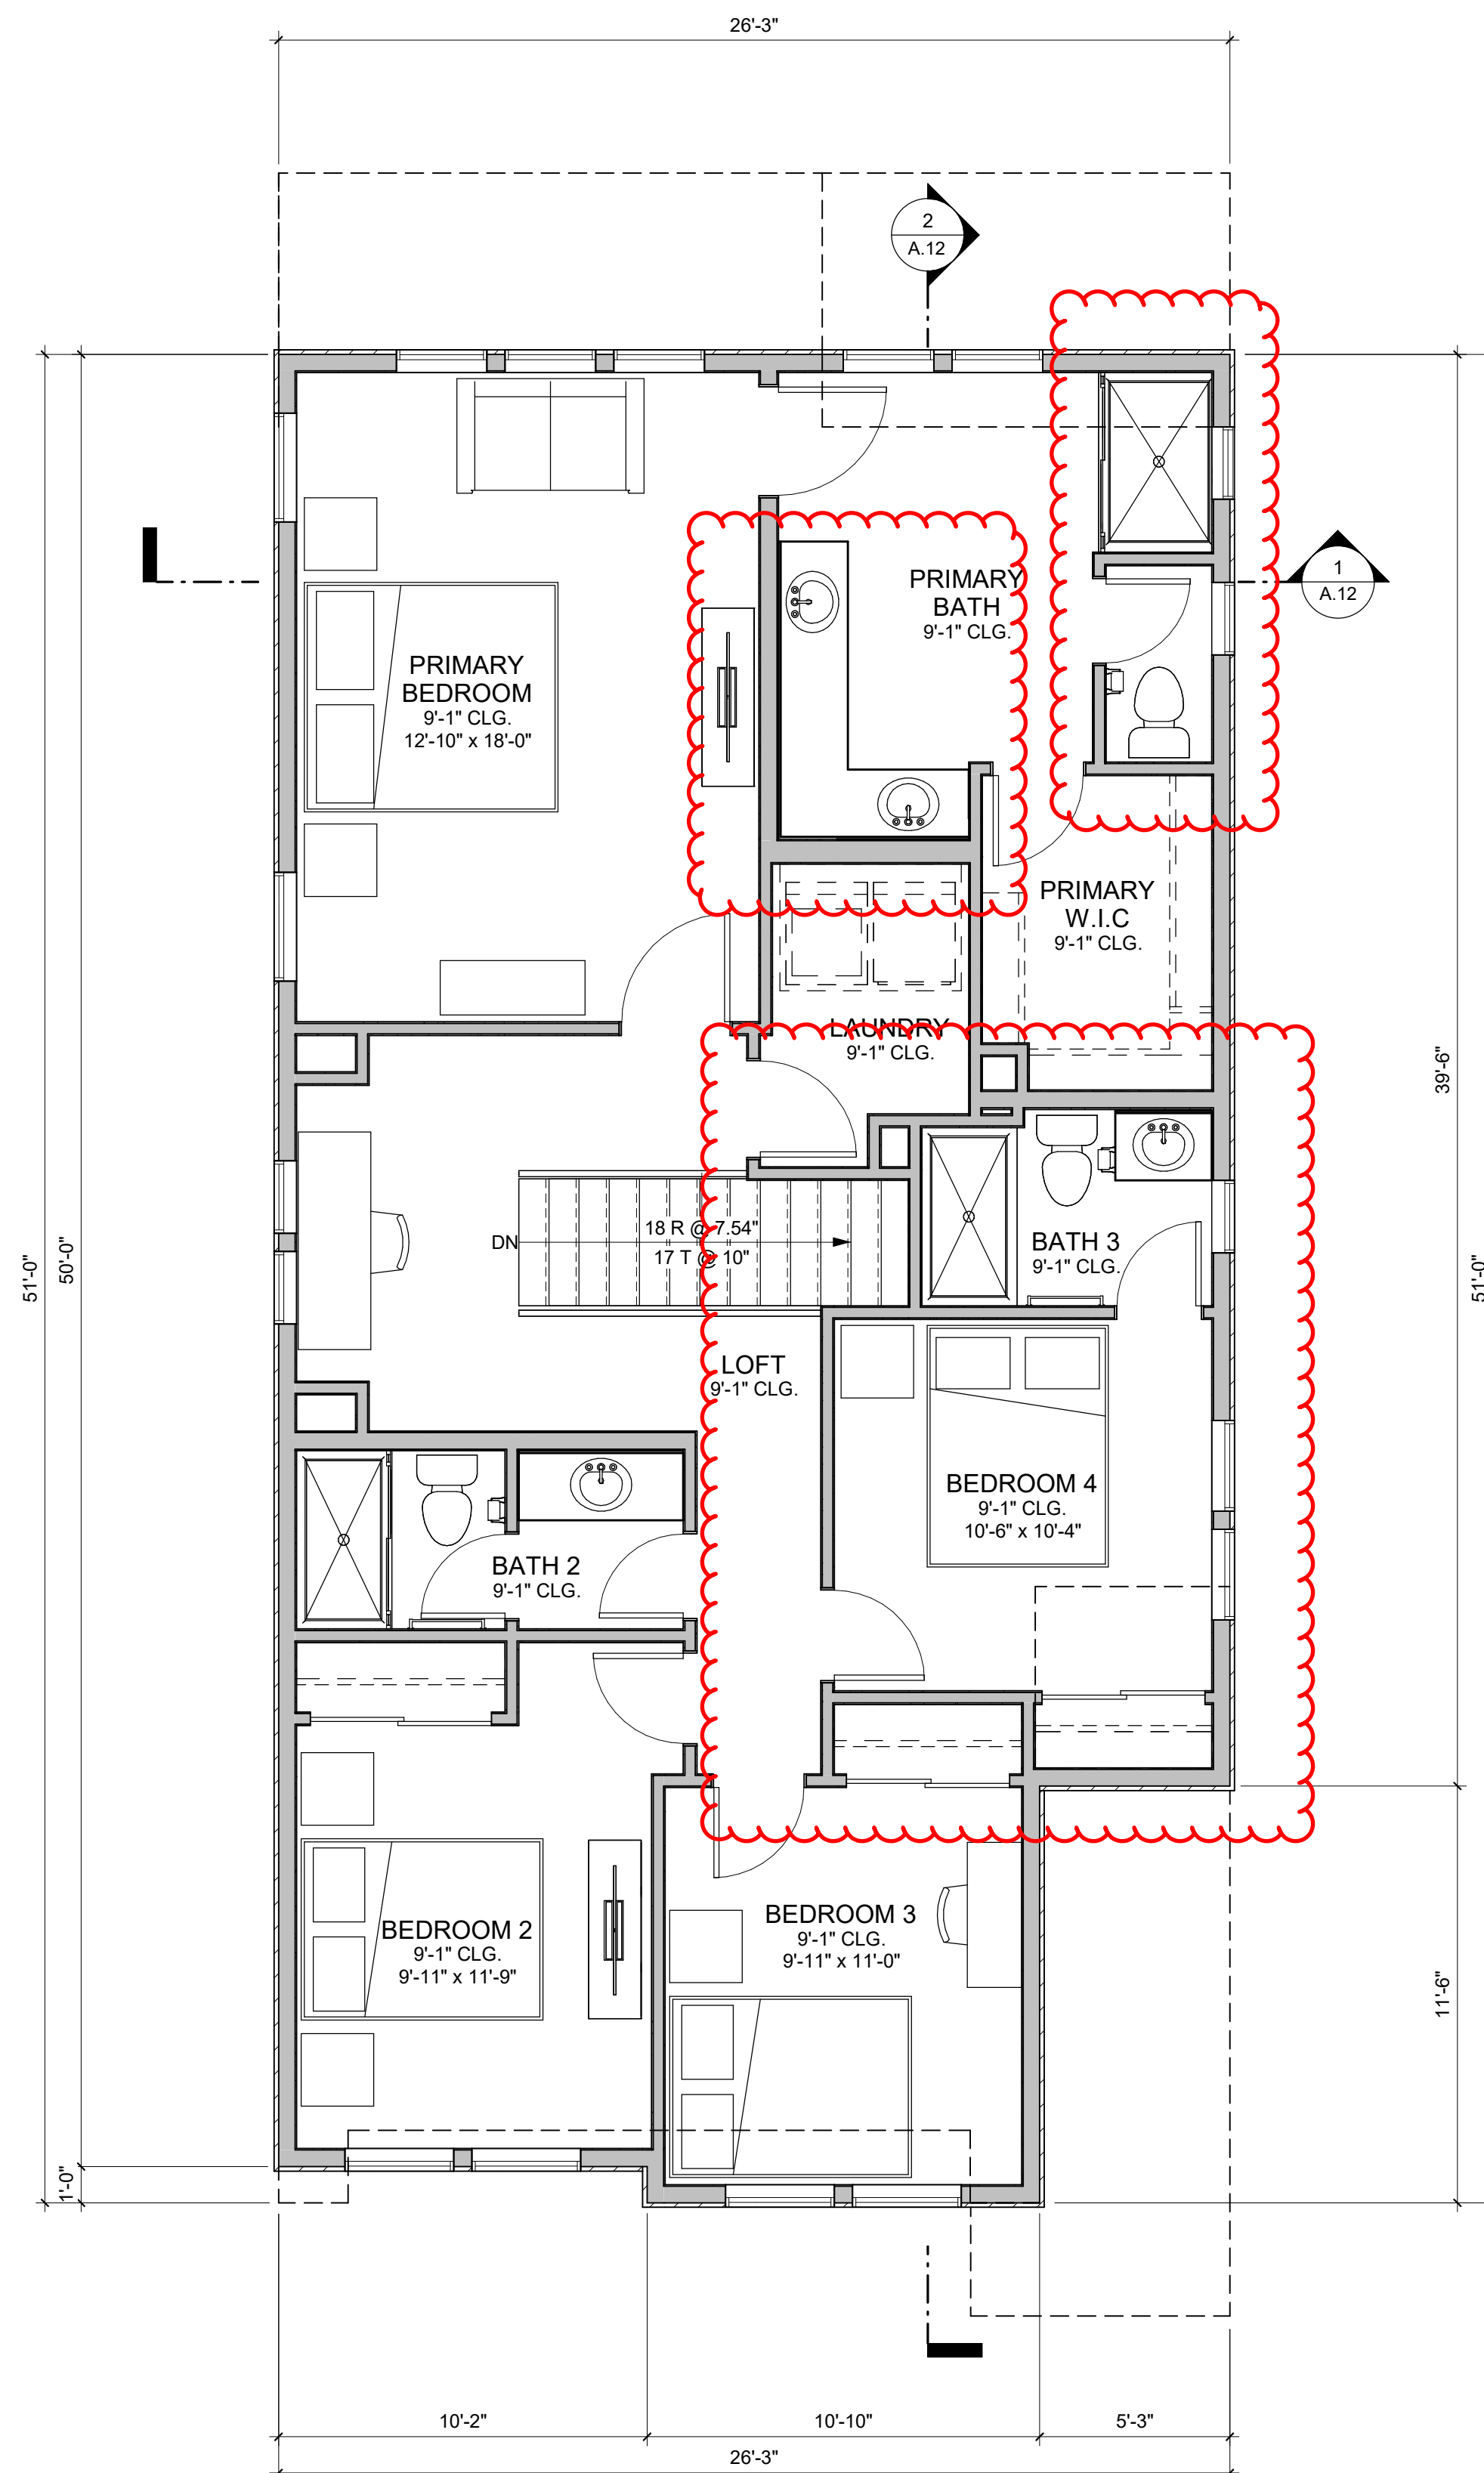 26'-3"
2
A.12
1
A.12
PRIMARY
BATH
9'-1" CLG.
PRIMARY
BEDROOM
9'-1" CLG.
12'-10" x 18'-0"
PRIMARY
W.I.C
9'-1" CLG.
LAUNDRY
9'-1" CLG.
39'-6"
51'-0"
50'-0"
51'-0"
DN
18 R @ 7.54"
17 T @ 10"
BATH 3
9'-1" CLG.
LOFT
9'-1" CLG.
BEDROOM 4
9'-1" CLG.
10'-6" x 10'-4"
BATH 2
9'-1" CLG.
BEDROOM 3
9'-1" CLG.
9'-11" x 11'-0"
BEDROOM 2
9'-1" CLG.
9'-11" x 11'-9"
11'-6"
1'-0"
10'-2"
10'-10"
5'-3"
26'-3"